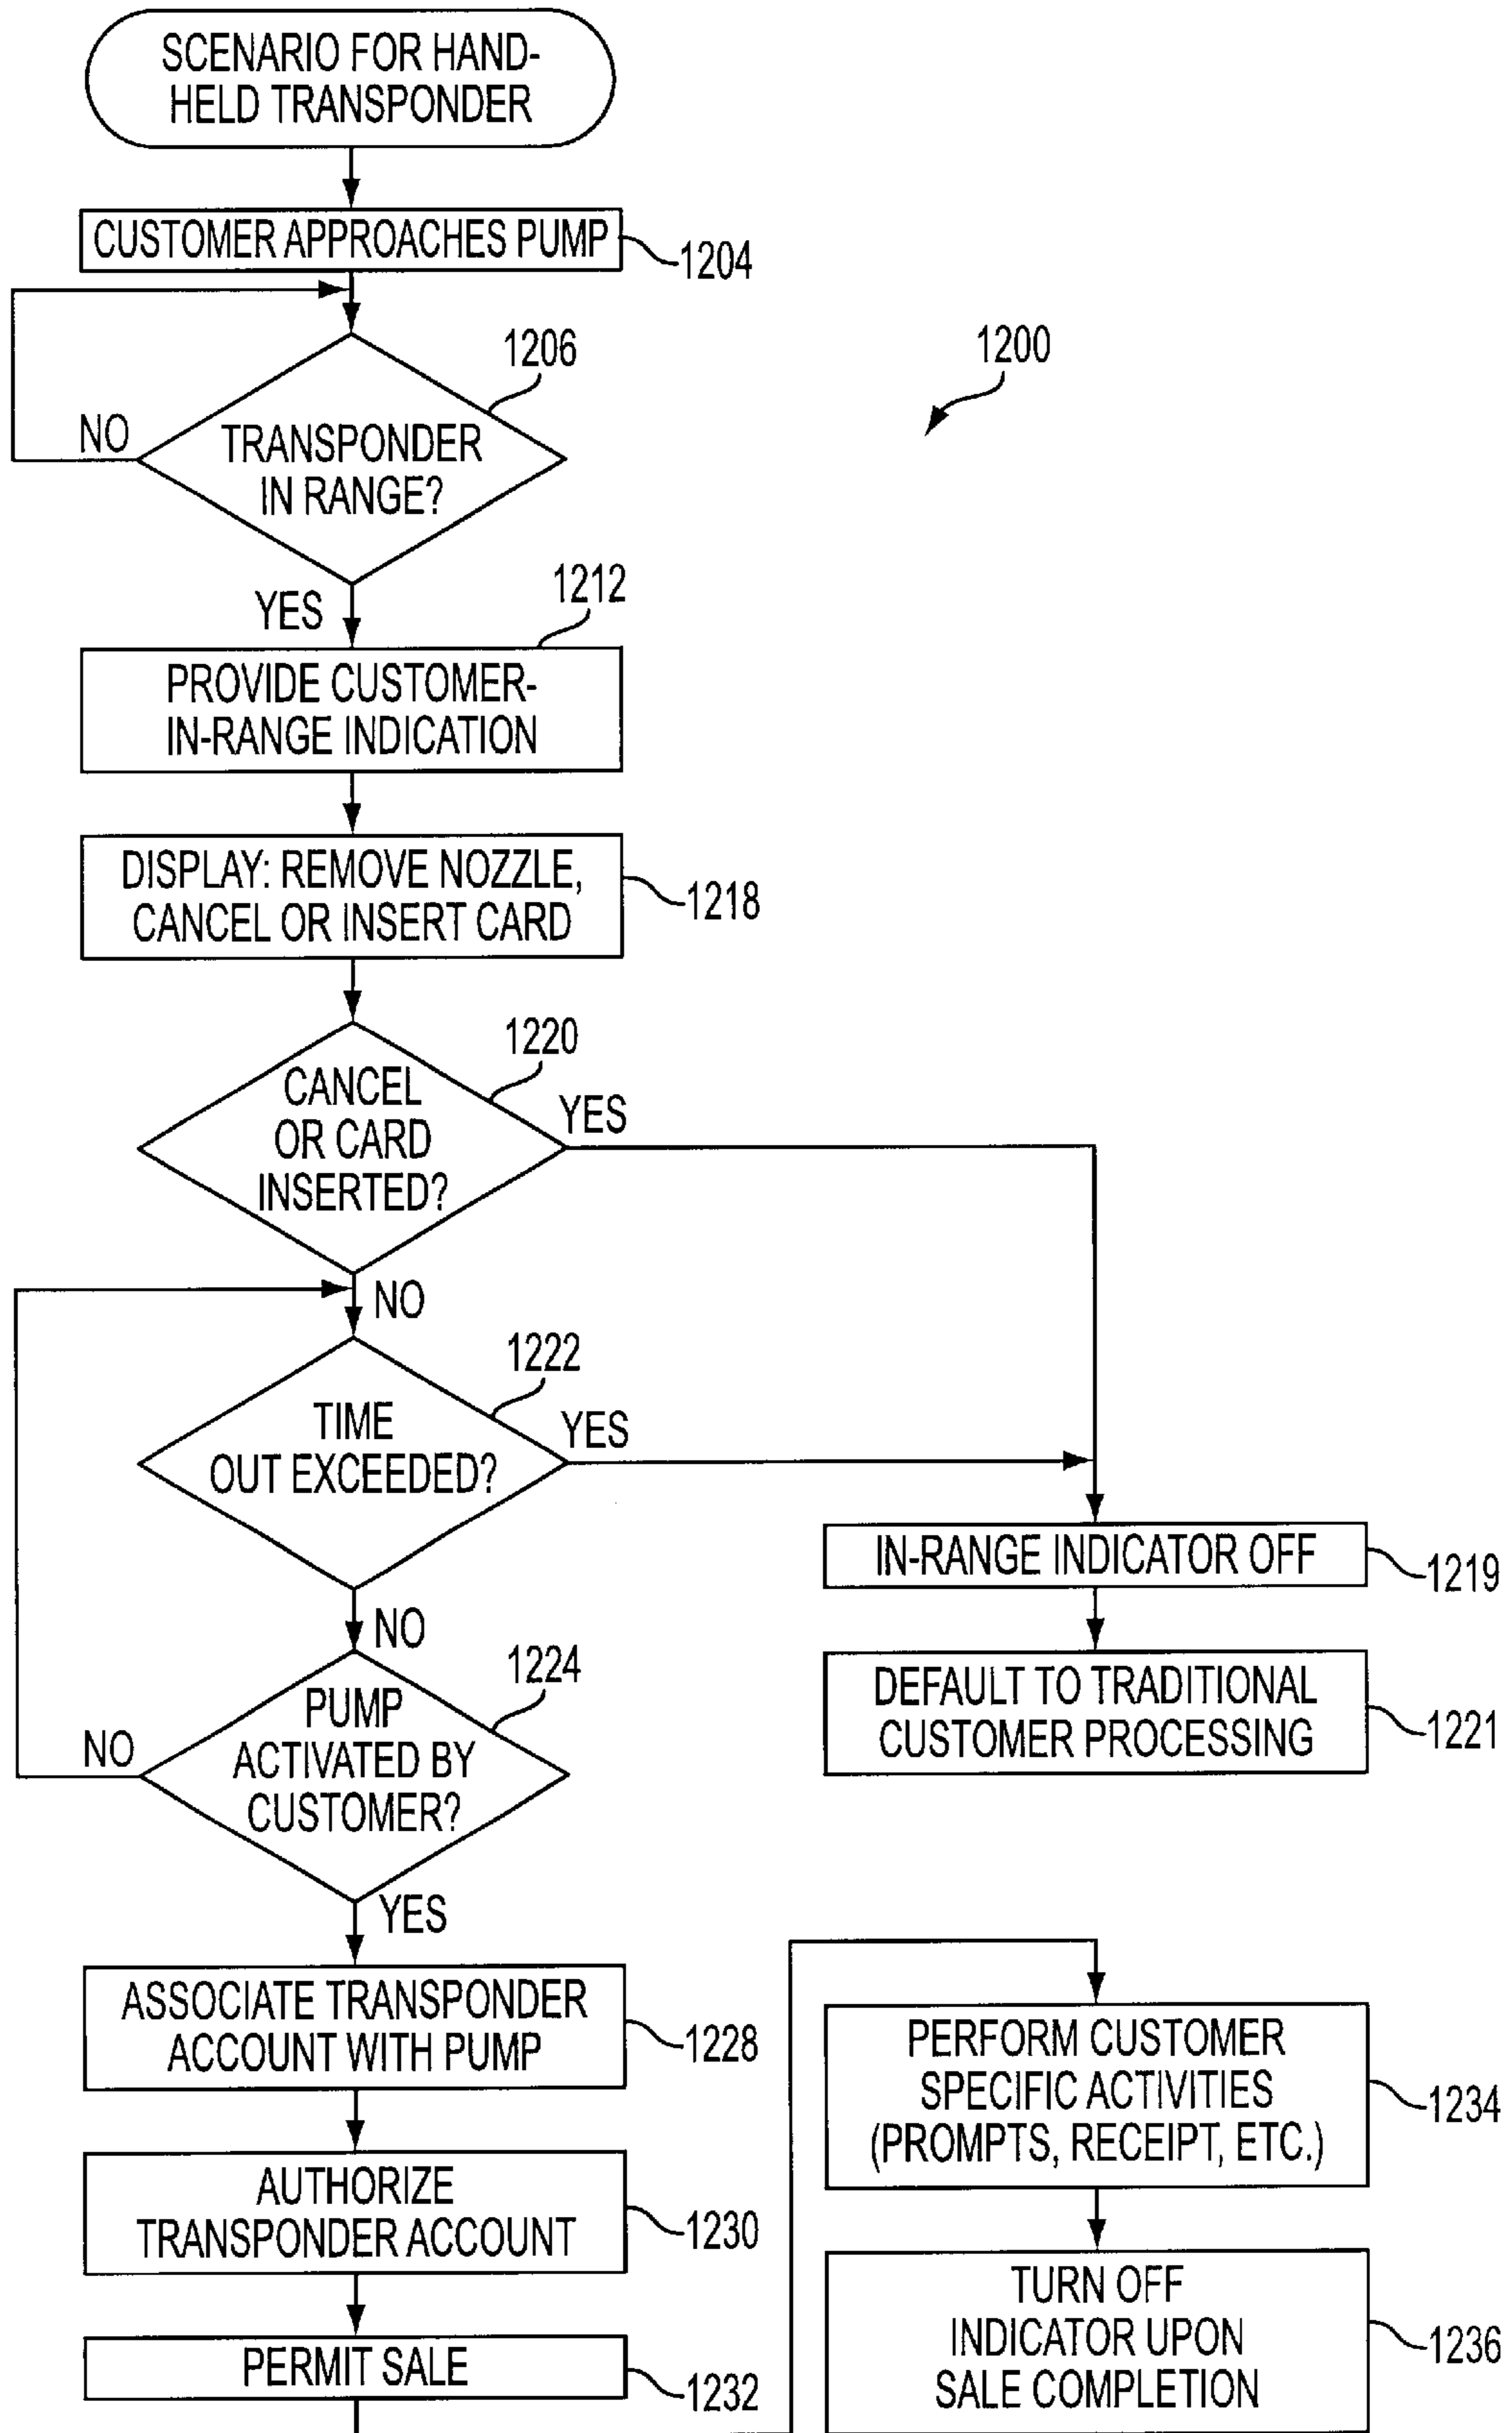 SCENARIO FOR HAND-
HELD TRANSPONDER
CUSTOMER APPROACHES PUMP
1204
1206
1200
NO
TRANSPONDER
IN RANGE?
YES
1212
PROVIDE CUSTOMER-
IN-RANGE INDICATION
DISPLAY: REMOVE NOZZLE,
CANCEL OR INSERT CARD
1218
1220
CANCEL
OR CARD
INSERTED?
YES
NO
1222
TIME
OUT EXCEEDED?
YES
IN-RANGE INDICATOR OFF
1219
NO
1224
PUMP
ACTIVATED BY
CUSTOMER?
NO
DEFAULT TO TRADITIONAL
CUSTOMER PROCESSING
1221
YES
ASSOCIATE TRANSPONDER
ACCOUNT WITH PUMP
1228
AUTHORIZE
TRANSPONDER ACCOUNT
1230
PERMIT SALE
1232
PERFORM CUSTOMER
SPECIFIC ACTIVITIES
(PROMPTS, RECEIPT, ETC.)
1234
TURN OFF
INDICATOR UPON
SALE COMPLETION
1236